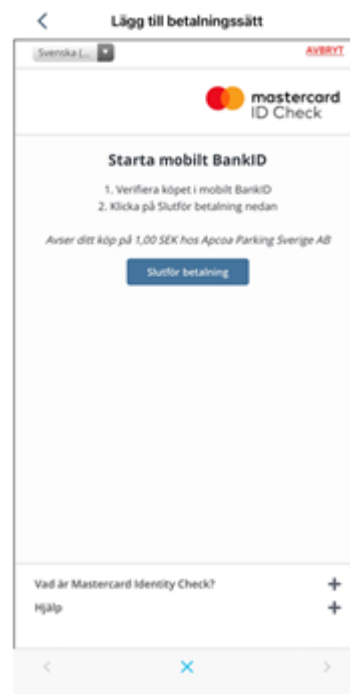 Lägg till betalningssätt
Svenska (...
AVBRYT
mastercard
ID Check
Starta mobilt BankID
1. Verifiera köpet i mobilt BankID
2. Klicka på Slutför betalning nedan
Avser ditt köp på 1,00 SEK hos Apcoa Parking Sverige AB
Slutför betalning
Vad är Mastercard Identity Check?
Hjälp